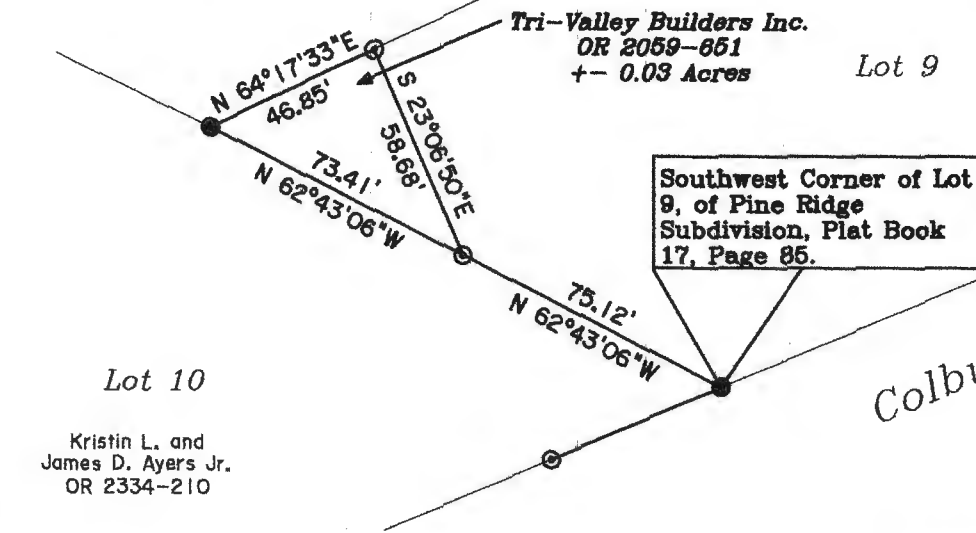 Tri-Valley Builders Inc.
OR 2059-651
+- 0.03 Acres
Lot 9
N 64°17'33"E
46.85'
S 23°06'50"E
58.68'
73.41'
N 62°43'06"W
Southwest Corner of Lot
9, of Pine Ridge
Subdivision, Plat Book
17, Page 85.
75.12'
N 62°43'06"W
Lot 10
Colbu
Kristin L. and
James D. Ayers Jr.
OR 2334-210